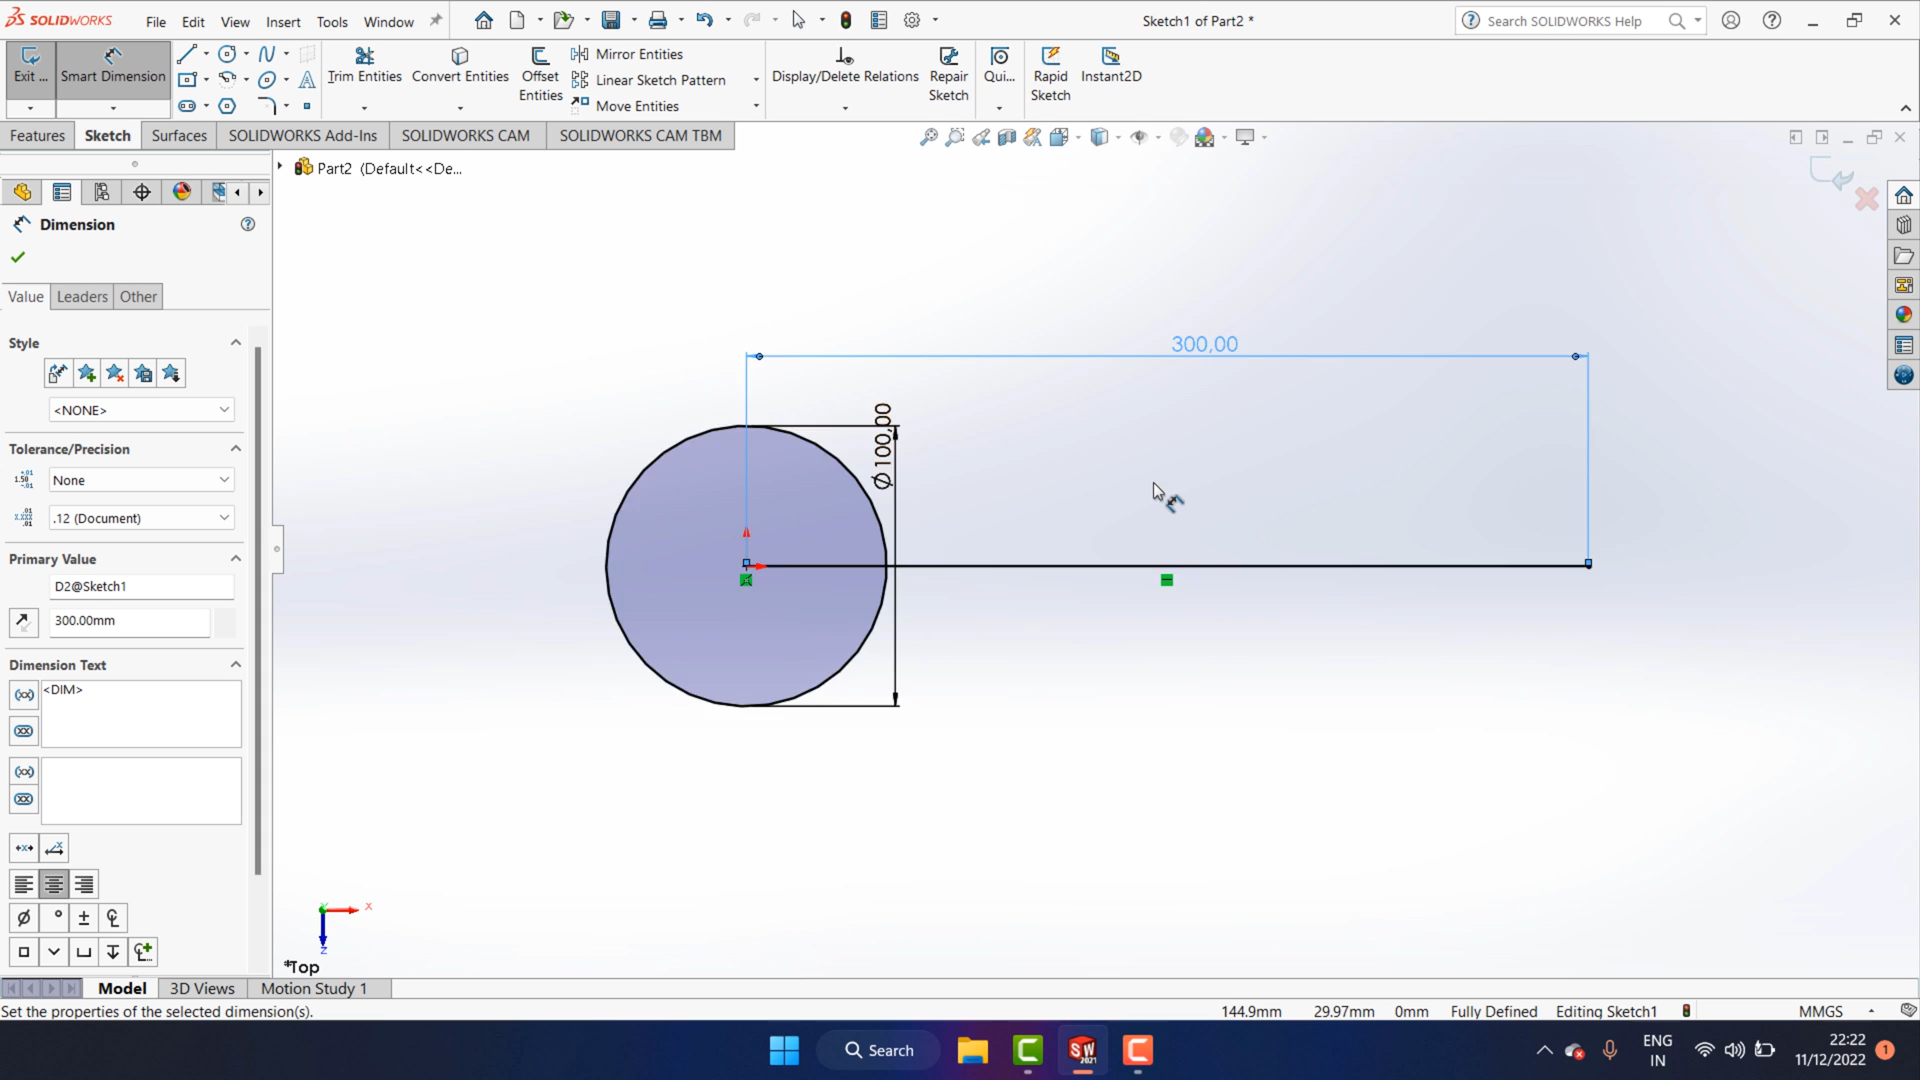 SOLIDWORKS
File
Edit
View
Insert
Tools
Window
Sketch1 of Part2 *
Search SOLIDWORKS Help
Exit ...
Smart Dimension
Trim Entities
Convert Entities
Offset
Entities
Mirror Entities
Linear Sketch Pattern
Move Entities
Display/Delete Relations
Repair
Sketch
Qui...
Rapid
Sketch
Instant2D
Features
Sketch
Surfaces
SOLIDWORKS Add-Ins
SOLIDWORKS CAM
SOLIDWORKS CAM TBM
Part2 (Default<<De...
Dimension
Value
Leaders
Other
Style
<NONE>
Tolerance/Precision
None
.12 (Document)
Primary Value
D2@Sketch1
300.00mm
Dimension Text
<DIM>
300,00
Ø100,00
X
Z
*Top
Model
3D Views
Motion Study 1
Set the properties of the selected dimension(s).
144.9mm
29.97mm
0mm
Fully Defined
Editing Sketch1
MMGS
Search
SW
2021
ENG
IN
22:22
11/12/2022
1